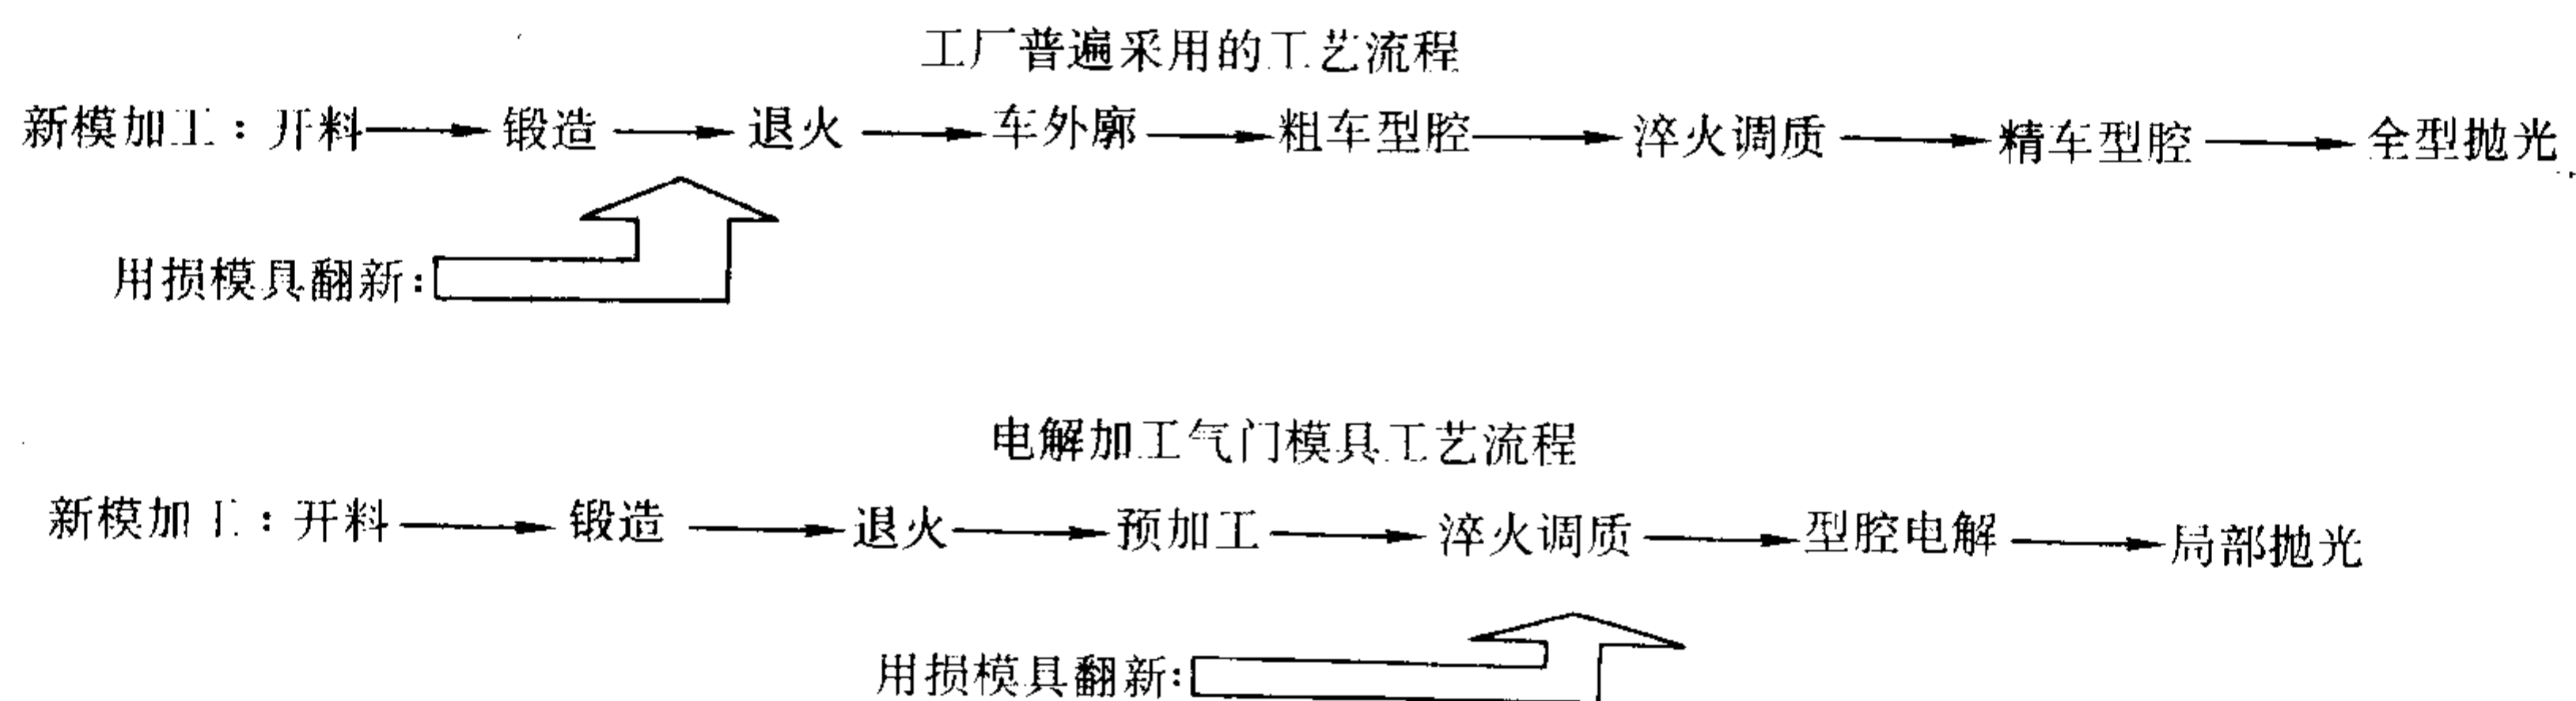 工厂普遍采用的工艺流程
新模加工：开料→锻造→退火→车外廓→粗车型腔→淬火调质→精车型腔→全型抛光
用损模具翻新：
电解加工气门模具工艺流程
新模加工：开料→锻造→退火→预加工→淬火调质→型腔电解→局部抛光
用损模具翻新：